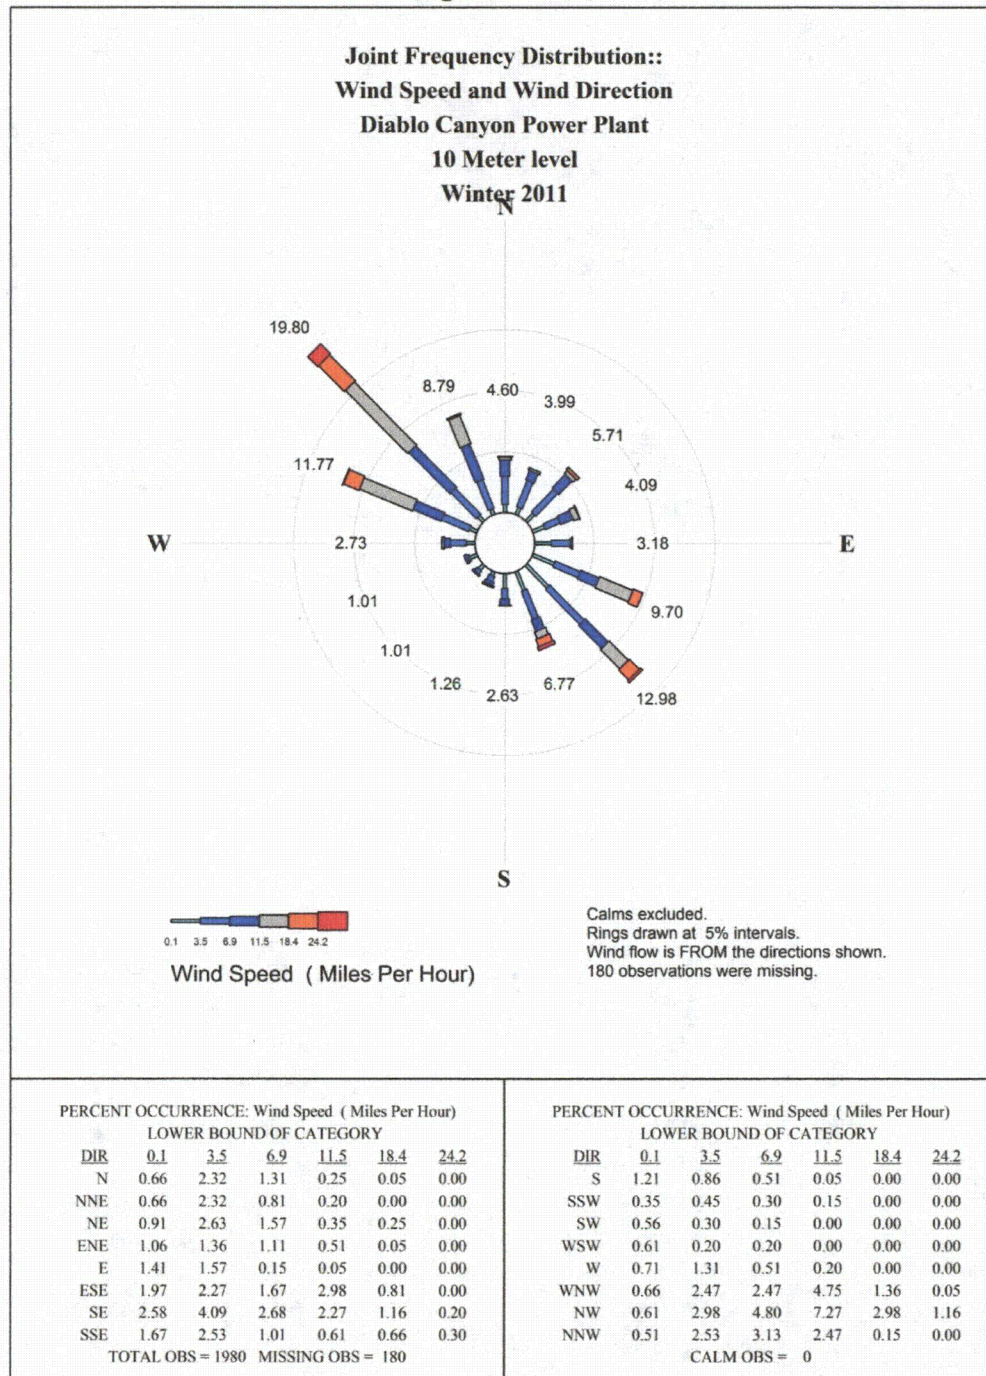 Joint Frequency Distribution::
Wind Speed and Wind Direction
Diablo Canyon Power Plant
10 Meter level
Winter 2011
N
19.80
8.79
4.60
3.99
5.71
11.77
4.09
W
2.73
3.18
E
1.01
9.70
1.01
1.26
2.63
6.77
12.98
S
0.1 3.5 6.9 11.5 18.4 24.2
Wind Speed ( Miles Per Hour)
Calms excluded.
Rings drawn at 5% intervals.
Wind flow is FROM the directions shown.
180 observations were missing.
PERCENT OCCURRENCE: Wind Speed ( Miles Per Hour)
LOWER BOUND OF CATEGORY
DIR 0.1 3.5 6.9 11.5 18.4 24.2
N 0.66 2.32 1.31 0.25 0.05 0.00
NNE 0.66 2.32 0.81 0.20 0.00 0.00
NE 0.91 2.63 1.57 0.35 0.25 0.00
ENE 1.06 1.36 1.11 0.51 0.05 0.00
E 1.41 1.57 0.15 0.05 0.00 0.00
ESE 1.97 2.27 1.67 2.98 0.81 0.00
SE 2.58 4.09 2.68 2.27 1.16 0.20
SSE 1.67 2.53 1.01 0.61 0.66 0.30
TOTAL OBS = 1980 MISSING OBS = 180
PERCENT OCCURRENCE: Wind Speed ( Miles Per Hour)
LOWER BOUND OF CATEGORY
DIR 0.1 3.5 6.9 11.5 18.4 24.2
S 1.21 0.86 0.51 0.05 0.00 0.00
SSW 0.35 0.45 0.30 0.15 0.00 0.00
SW 0.56 0.30 0.15 0.00 0.00 0.00
WSW 0.61 0.20 0.20 0.00 0.00 0.00
W 0.71 1.31 0.51 0.20 0.00 0.00
WNW 0.66 2.47 2.47 4.75 1.36 0.05
NW 0.61 2.98 4.80 7.27 2.98 1.16
NNW 0.51 2.53 3.13 2.47 0.15 0.00
CALM OBS = 0